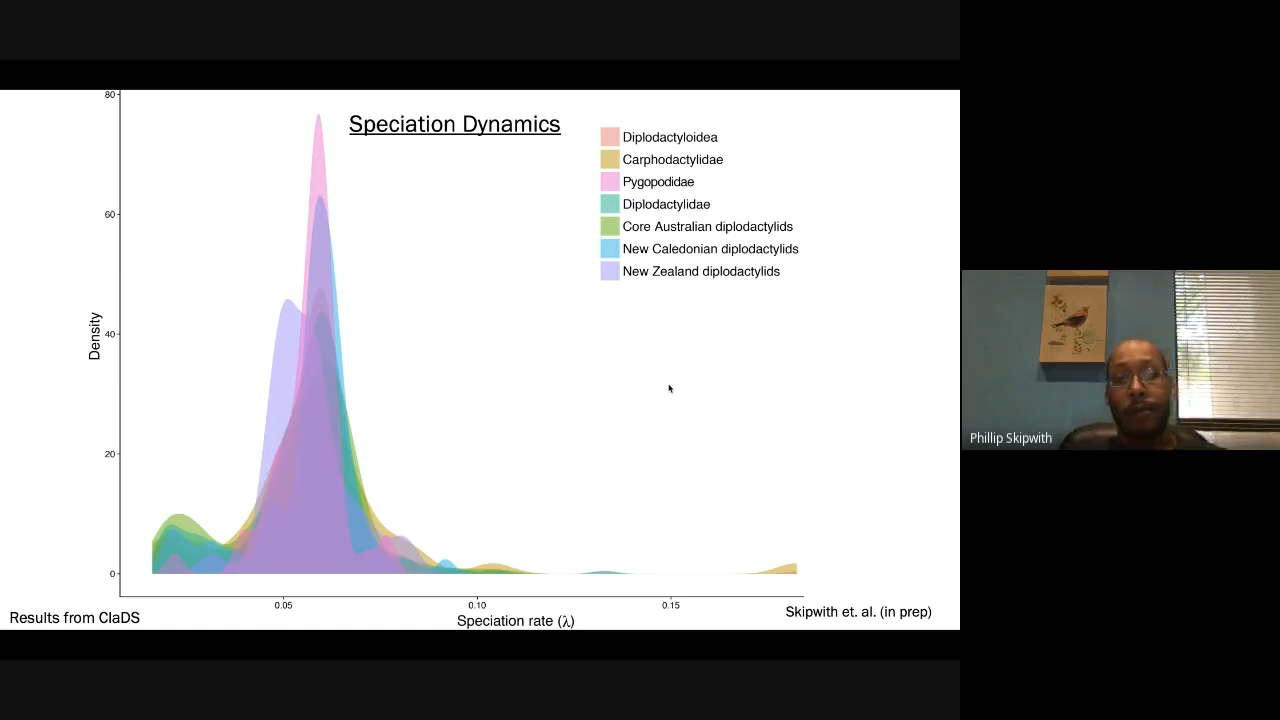 Speciation Dynamics
Diplodactyloidea
Carphodactylidae
Pygopodidae
Diplodactylidae
Core Australian diplodactylids
New Caledonian diplodactylids
New Zealand diplodactylids
80
60
40
20
0
Density
0.05
0.10
0.15
Speciation rate (λ)
Results from ClaDS
Skipwith et. al. (in prep)
Phillip Skipwith